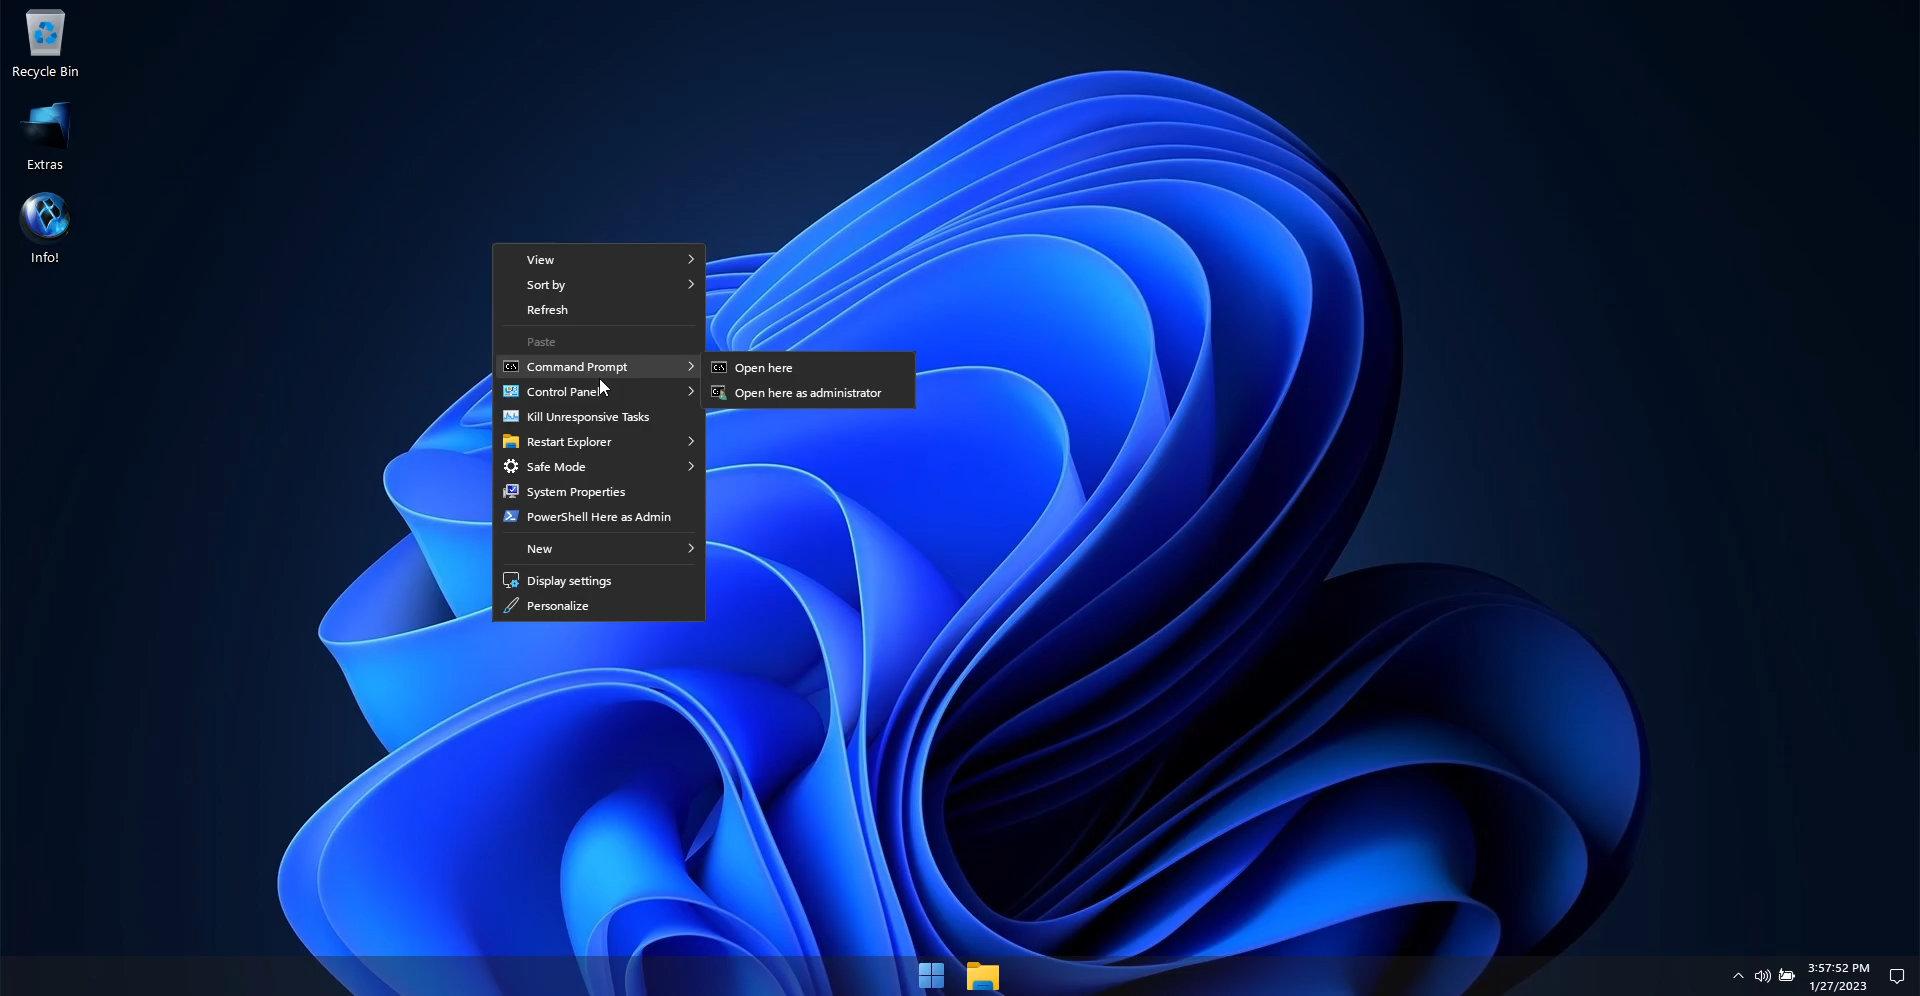 Recycle Bin
Extras
Info!
View
Sort by
Refresh
Paste
Command Prompt
Open here
Control Panel
Open here as administrator
Kill Unresponsive Tasks
Restart Explorer
Safe Mode
System Properties
PowerShell Here as Admin
New
Display settings
Personalize
3:57:52 PM
1/27/2023